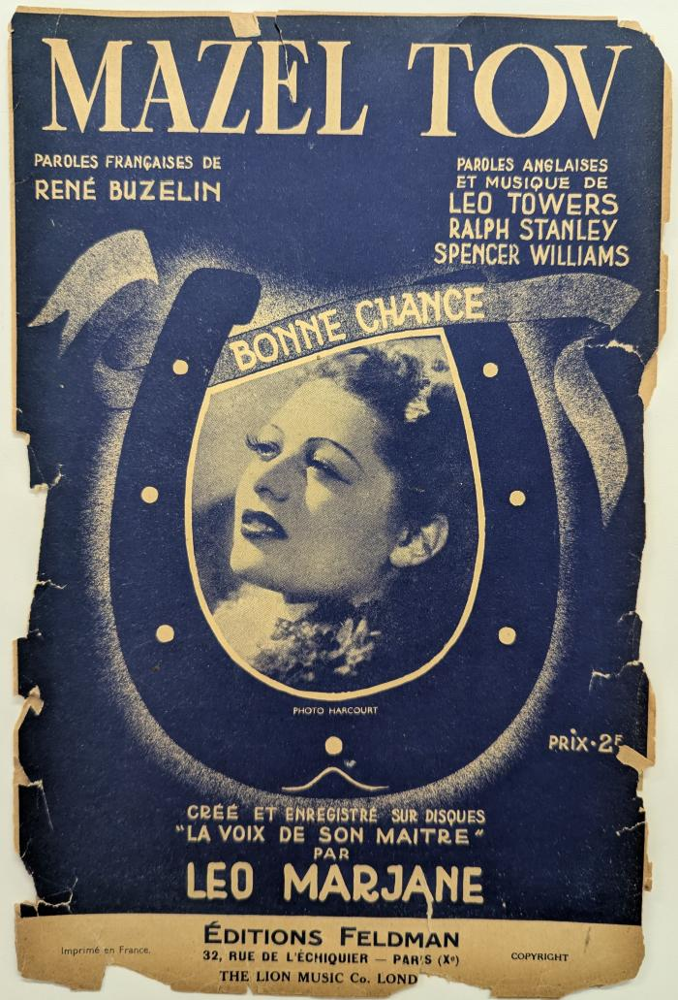 MAZEL TOV
PAROLES FRANÇAISES DE
RENÉ BUZELIN
PAROLES ANGLAISES
ET MUSIQUE DE
LEO TOWERS
RALPH STANLEY
SPENCER WILLIAMS
BONNE CHANCE
PHOTO HARCOURT
PRIX·2F
CRÉÉ ET ENREGISTRÉ SUR DISQUES
"LA VOIX DE SON MAITRE"
PAR
LEO MARJANE
ÉDITIONS FELDMAN
Imprimé en France.
32, RUE DE L'ÉCHIQUIER — PARIS (Xe)
COPYRIGHT
THE LION MUSIC Co. LOND